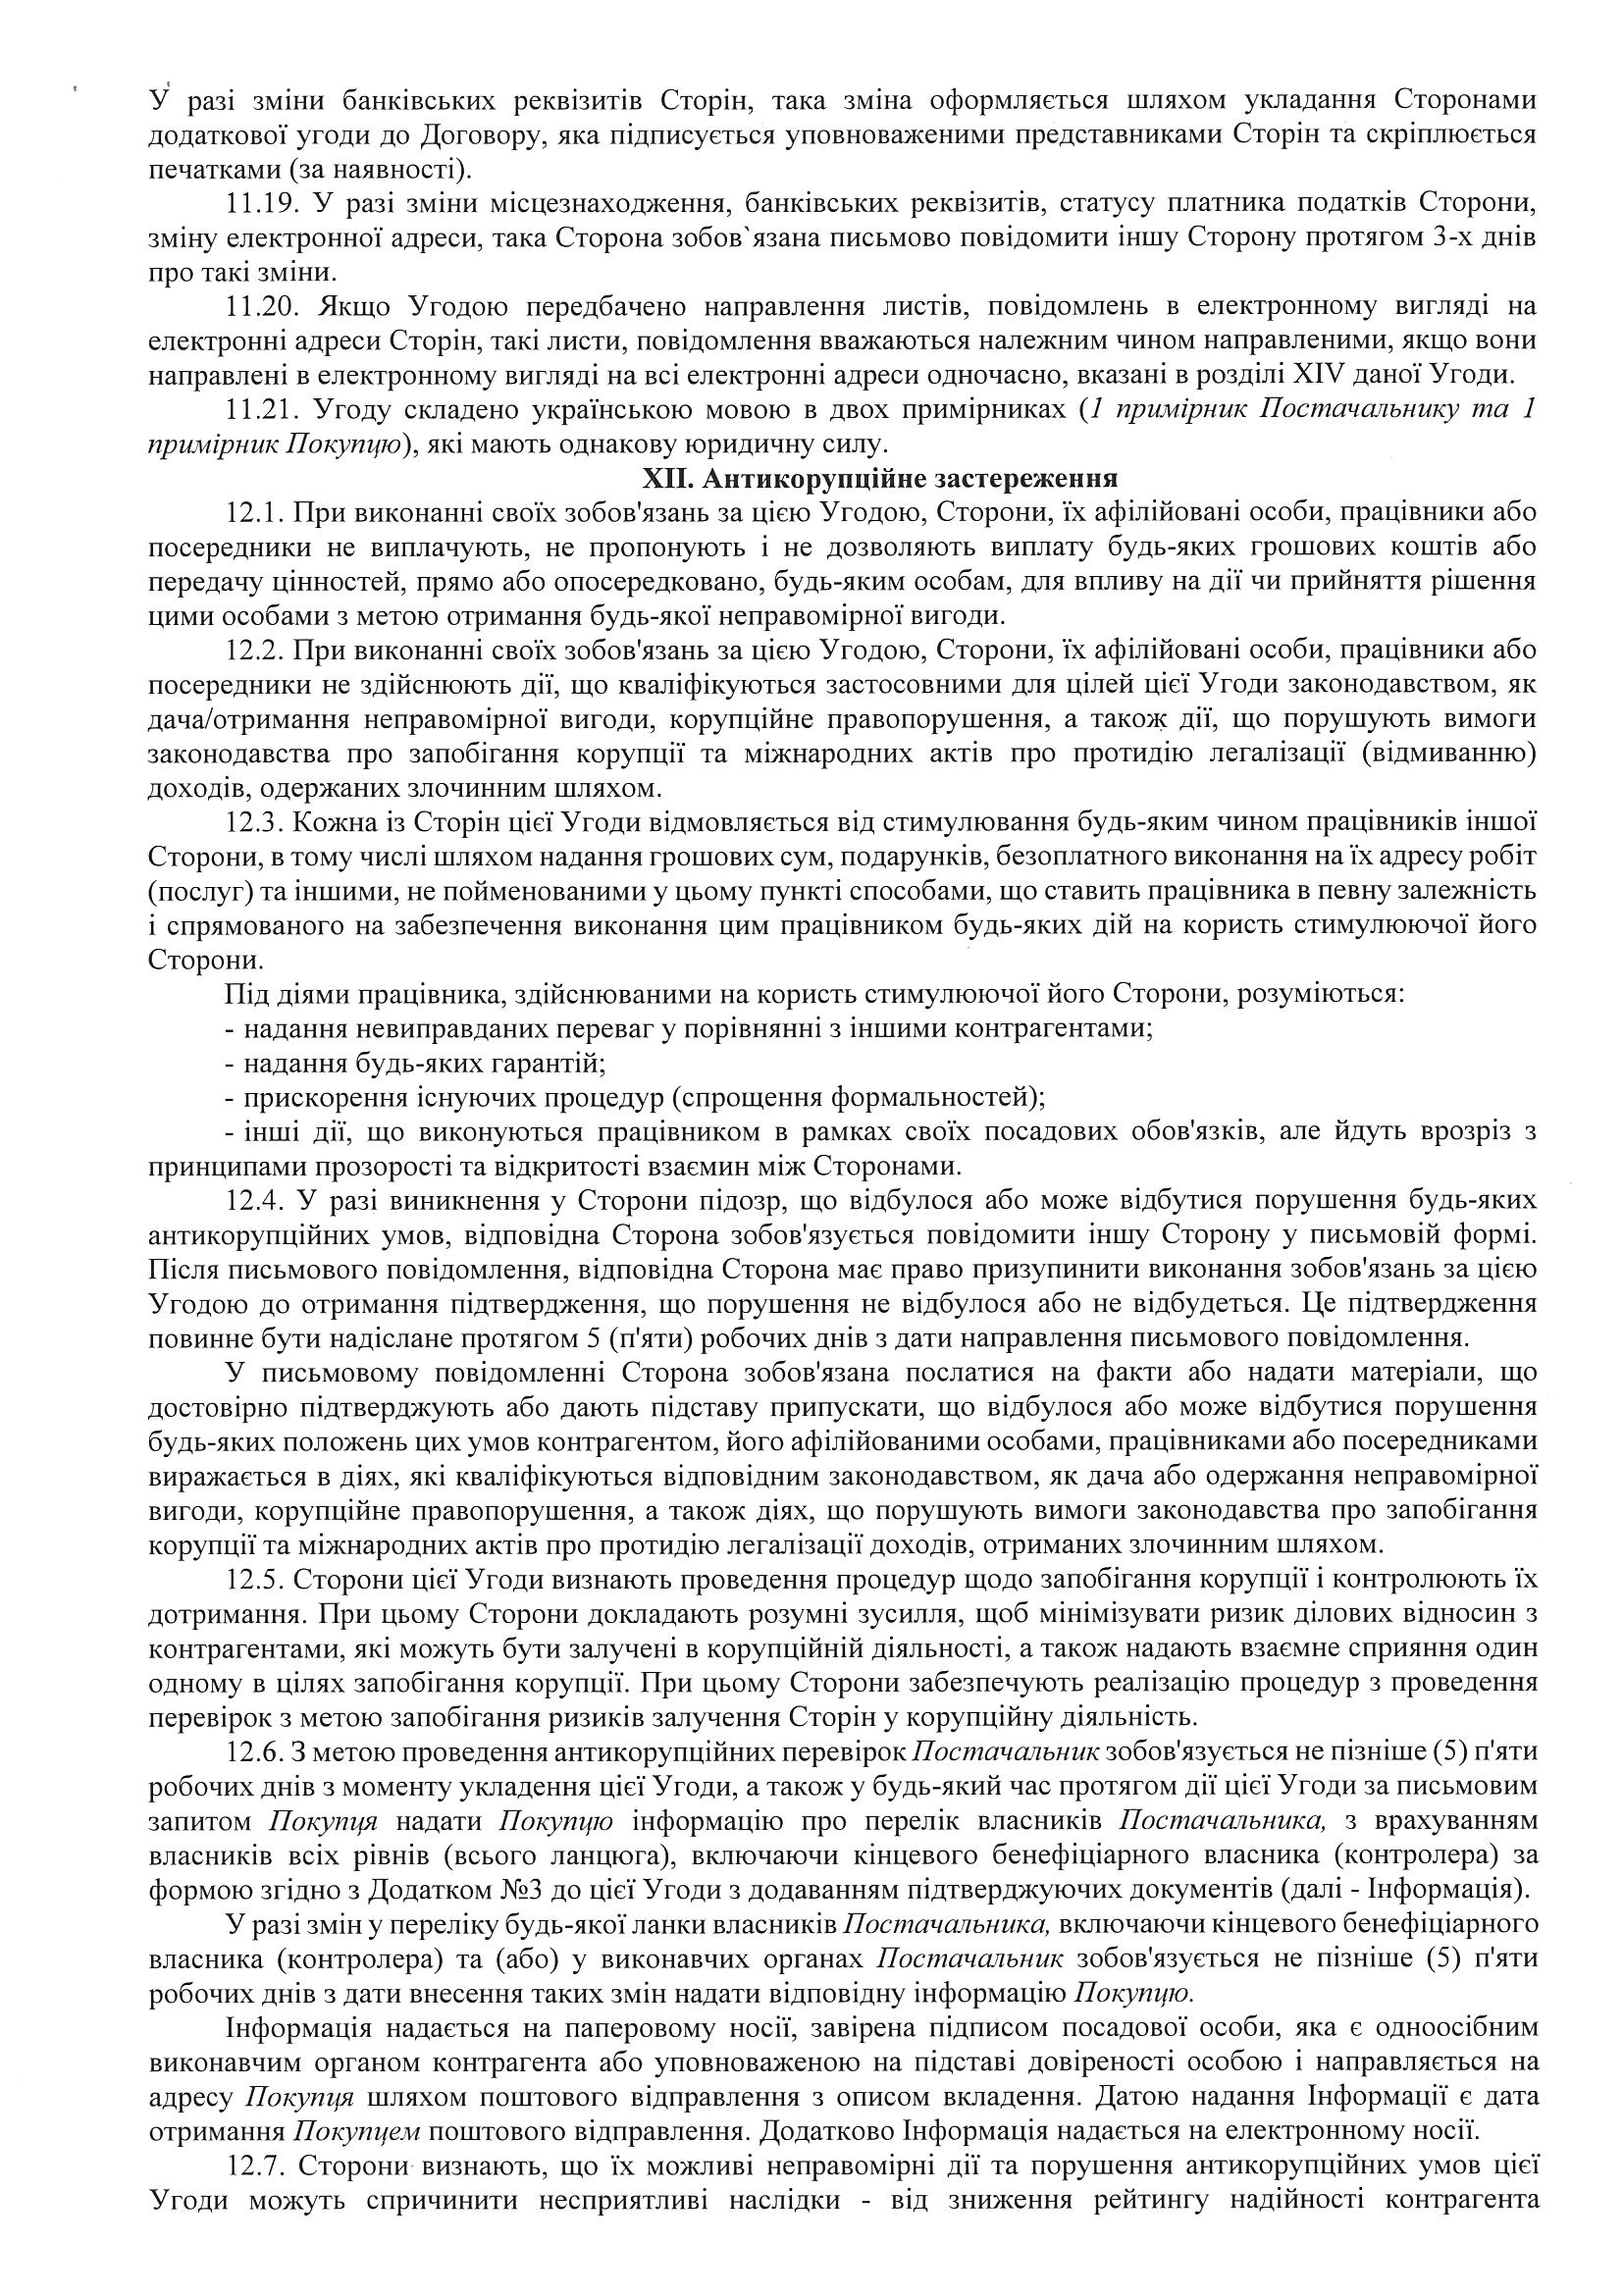 У разі зміни банківських реквізитів Сторін, така зміна оформляється шляхом укладання Сторонами
додаткової угоди до Договору, яка підписується уповноваженими представниками Сторін та скріплюється
печатками (за наявності).
11.19. У разі зміни місцезнаходження, банківських реквізитів, статусу платника податків Сторони,
зміну електронної адреси, така Сторона зобов`язана письмово повідомити іншу Сторону протягом 3-х днів
про такі зміни.
11.20. Якщо Угодою передбачено направлення листів, повідомлень в електронному вигляді на
електронні адреси Сторін, такі листи, повідомлення вважаються належним чином направленими, якщо вони
направлені в електронному вигляді на всі електронні адреси одночасно, вказані в розділі XIV даної Угоди.
11.21. Угоду складено українською мовою в двох примірниках (1 примірник Постачальнику та 1
примірник Покупцю), які мають однакову юридичну силу.
XII. Антикорупційне застереження
12.1. При виконанні своїх зобов'язань за цією Угодою, Сторони, їх афілійовані особи, працівники або
посередники не виплачують, не пропонують і не дозволяють виплату будь-яких грошових коштів або
передачу цінностей, прямо або опосередковано, будь-яким особам, для впливу на дії чи прийняття рішення
цими особами з метою отримання будь-якої неправомірної вигоди.
12.2. При виконанні своїх зобов'язань за цією Угодою, Сторони, їх афілійовані особи, працівники або
посередники не здійснюють дії, що кваліфікуються застосовними для цілей цієї Угоди законодавством, як
дача/отримання неправомірної вигоди, корупційне правопорушення, а також дії, що порушують вимоги
законодавства про запобігання корупції та міжнародних актів про протидію легалізації (відмиванню)
доходів, одержаних злочинним шляхом.
12.3. Кожна із Сторін цієї Угоди відмовляється від стимулювання будь-яким чином працівників іншої
Сторони, в тому числі шляхом надання грошових сум, подарунків, безоплатного виконання на їх адресу робіт
(послуг) та іншими, не пойменованими у цьому пункті способами, що ставить працівника в певну залежність
і спрямованого на забезпечення виконання цим працівником будь-яких дій на користь стимулюючої його
Сторони.
Під діями працівника, здійснюваними на користь стимулюючої його Сторони, розуміються:
- надання невиправданих переваг у порівнянні з іншими контрагентами;
- надання будь-яких гарантій;
- прискорення існуючих процедур (спрощення формальностей);
- інші дії, що виконуються працівником в рамках своїх посадових обов'язків, але йдуть врозріз з
принципами прозорості та відкритості взаємин між Сторонами.
12.4. У разі виникнення у Сторони підозр, що відбулося або може відбутися порушення будь-яких
антикорупційних умов, відповідна Сторона зобов'язується повідомити іншу Сторону у письмовій формі.
Після письмового повідомлення, відповідна Сторона має право призупинити виконання зобов'язань за цією
Угодою до отримання підтвердження, що порушення не відбулося або не відбудеться. Це підтвердження
повинне бути надіслане протягом 5 (п'яти) робочих днів з дати направлення письмового повідомлення.
У письмовому повідомленні Сторона зобов'язана послатися на факти або надати матеріали, що
достовірно підтверджують або дають підставу припускати, що відбулося або може відбутися порушення
будь-яких положень цих умов контрагентом, його афілійованими особами, працівниками або посередниками
виражається в діях, які кваліфікуються відповідним законодавством, як дача або одержання неправомірної
вигоди, корупційне правопорушення, а також діях, що порушують вимоги законодавства про запобігання
корупції та міжнародних актів про протидію легалізації доходів, отриманих злочинним шляхом.
12.5. Сторони цієї Угоди визнають проведення процедур щодо запобігання корупції і контролюють їх
дотримання. При цьому Сторони докладають розумні зусилля, щоб мінімізувати ризик ділових відносин з
контрагентами, які можуть бути залучені в корупційній діяльності, а також надають взаємне сприяння один
одному в цілях запобігання корупції. При цьому Сторони забезпечують реалізацію процедур з проведення
перевірок з метою запобігання ризиків залучення Сторін у корупційну діяльність.
12.6. З метою проведення антикорупційних перевірок Постачальник зобов'язується не пізніше (5) п'яти
робочих днів з моменту укладення цієї Угоди, а також у будь-який час протягом дії цієї Угоди за письмовим
запитом Покупця надати Покупцю інформацію про перелік власників Постачальника, з врахуванням
власників всіх рівнів (всього ланцюга), включаючи кінцевого бенефіціарного власника (контролера) за
формою згідно з Додатком №3 до цієї Угоди з додаванням підтверджуючих документів (далі - Інформація).
У разі змін у переліку будь-якої ланки власників Постачальника, включаючи кінцевого бенефіціарного
власника (контролера) та (або) у виконавчих органах Постачальник зобов'язується не пізніше (5) п'яти
робочих днів з дати внесення таких змін надати відповідну інформацію Покупцю.
Інформація надається на паперовому носії, завірена підписом посадової особи, яка є одноосібним
виконавчим органом контрагента або уповноваженою на підставі довіреності особою і направляється на
адресу Покупця шляхом поштового відправлення з описом вкладення. Датою надання Інформації є дата
отримання Покупцем поштового відправлення. Додатково Інформація надається на електронному носії.
12.7. Сторони визнають, що їх можливі неправомірні дії та порушення антикорупційних умов цієї
Угоди можуть спричинити несприятливі наслідки - від зниження рейтингу надійності контрагента